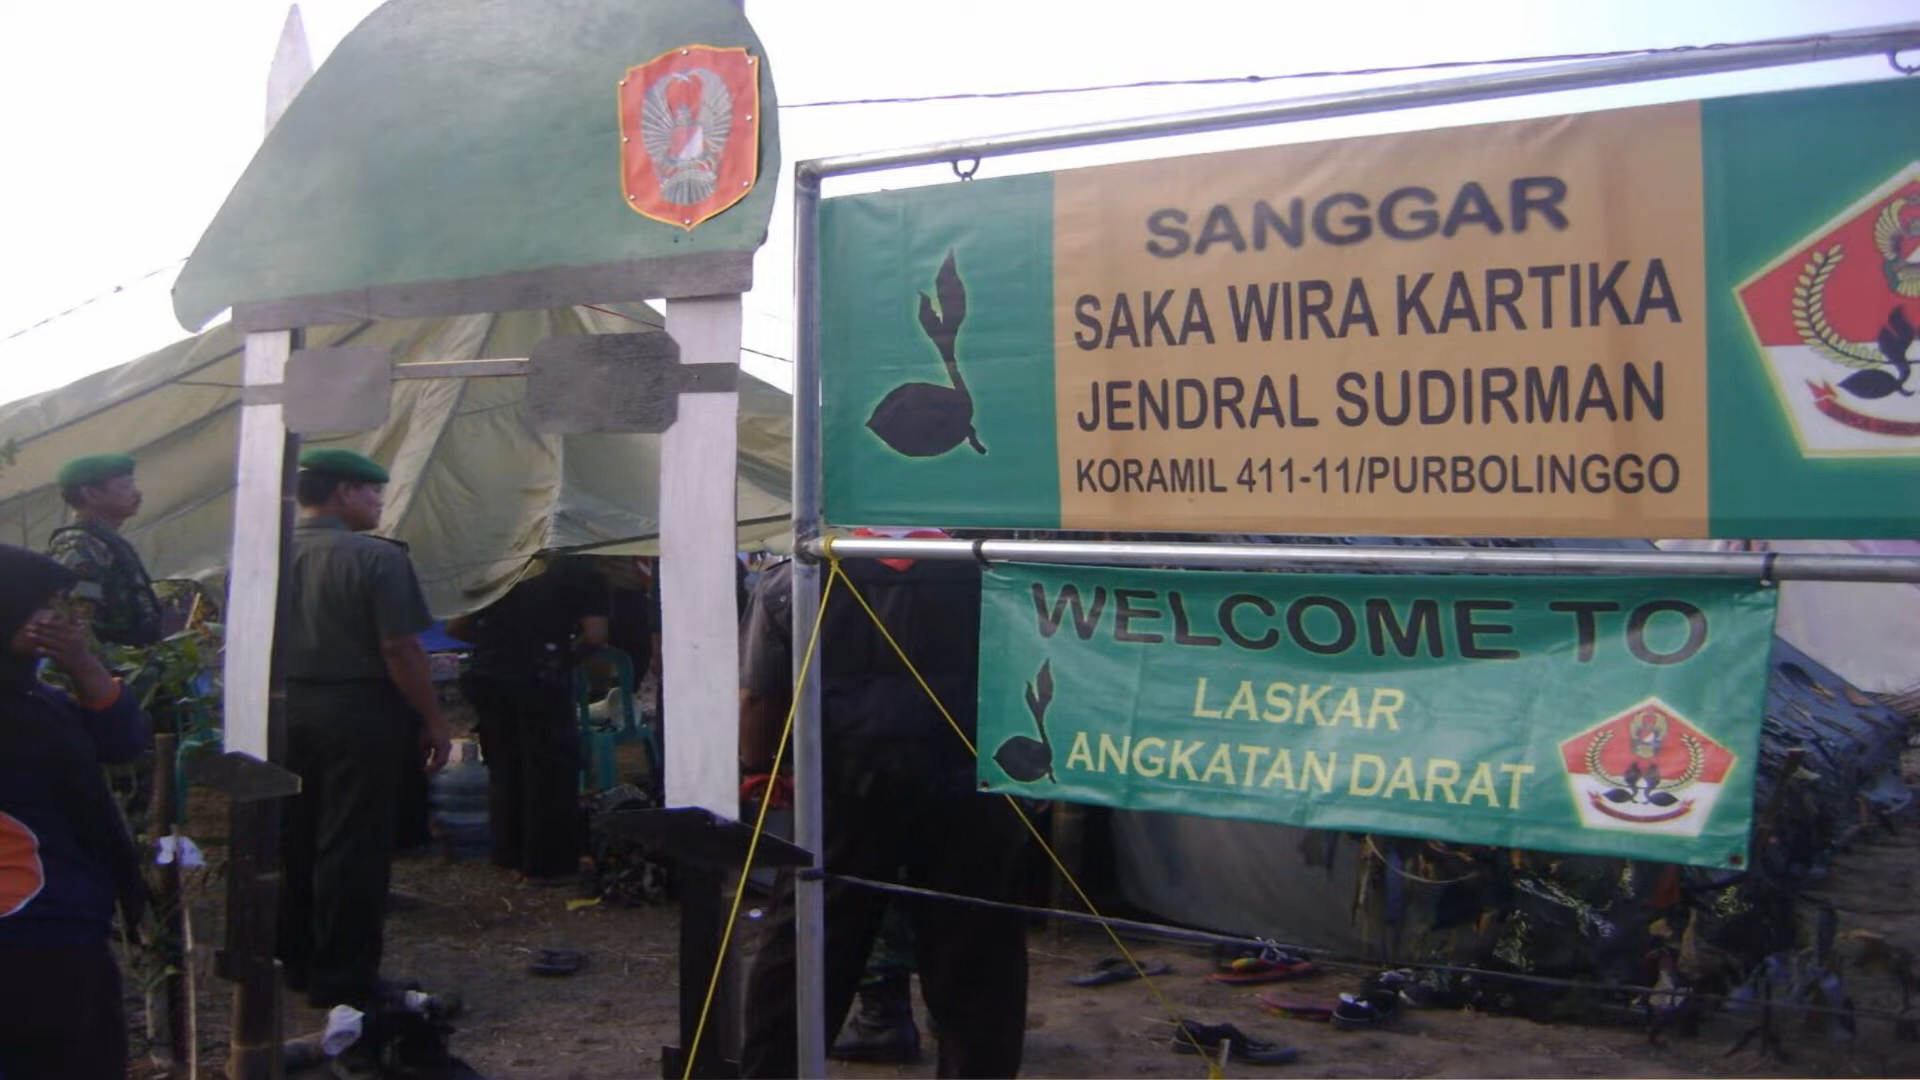 SANGGAR
SAKA WIRA KARTIKA
JENDRAL SUDIRMAN
KORAMIL 411-11/PURBOLINGGO
WELCOME TO
LASKAR
ANGKATAN DARAT